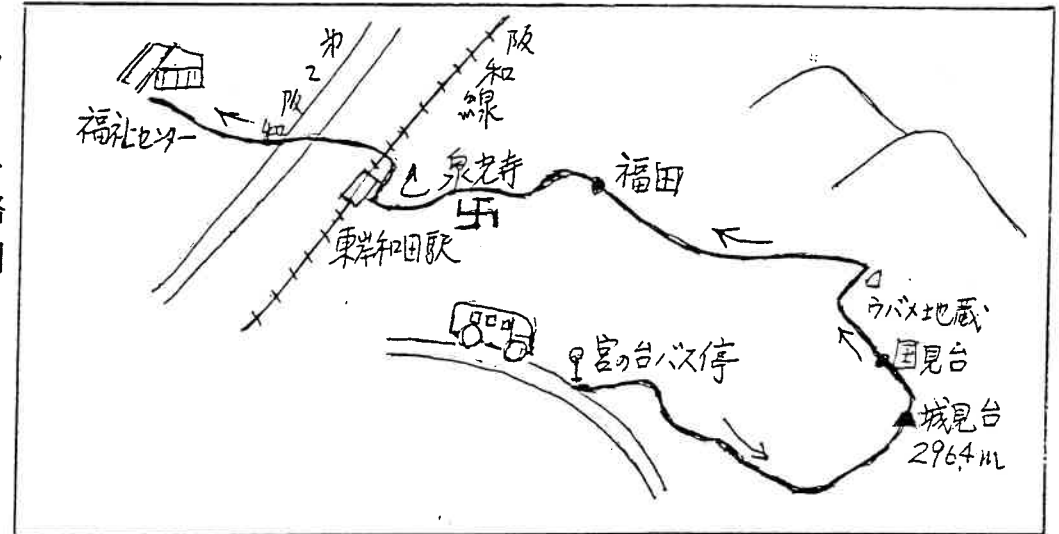 第2阪和
阪和線
福祉センター
泉光寺
福田
東岸和田駅
ウバメ地蔵
国見台
宮の台バス停
城見台
296.4m